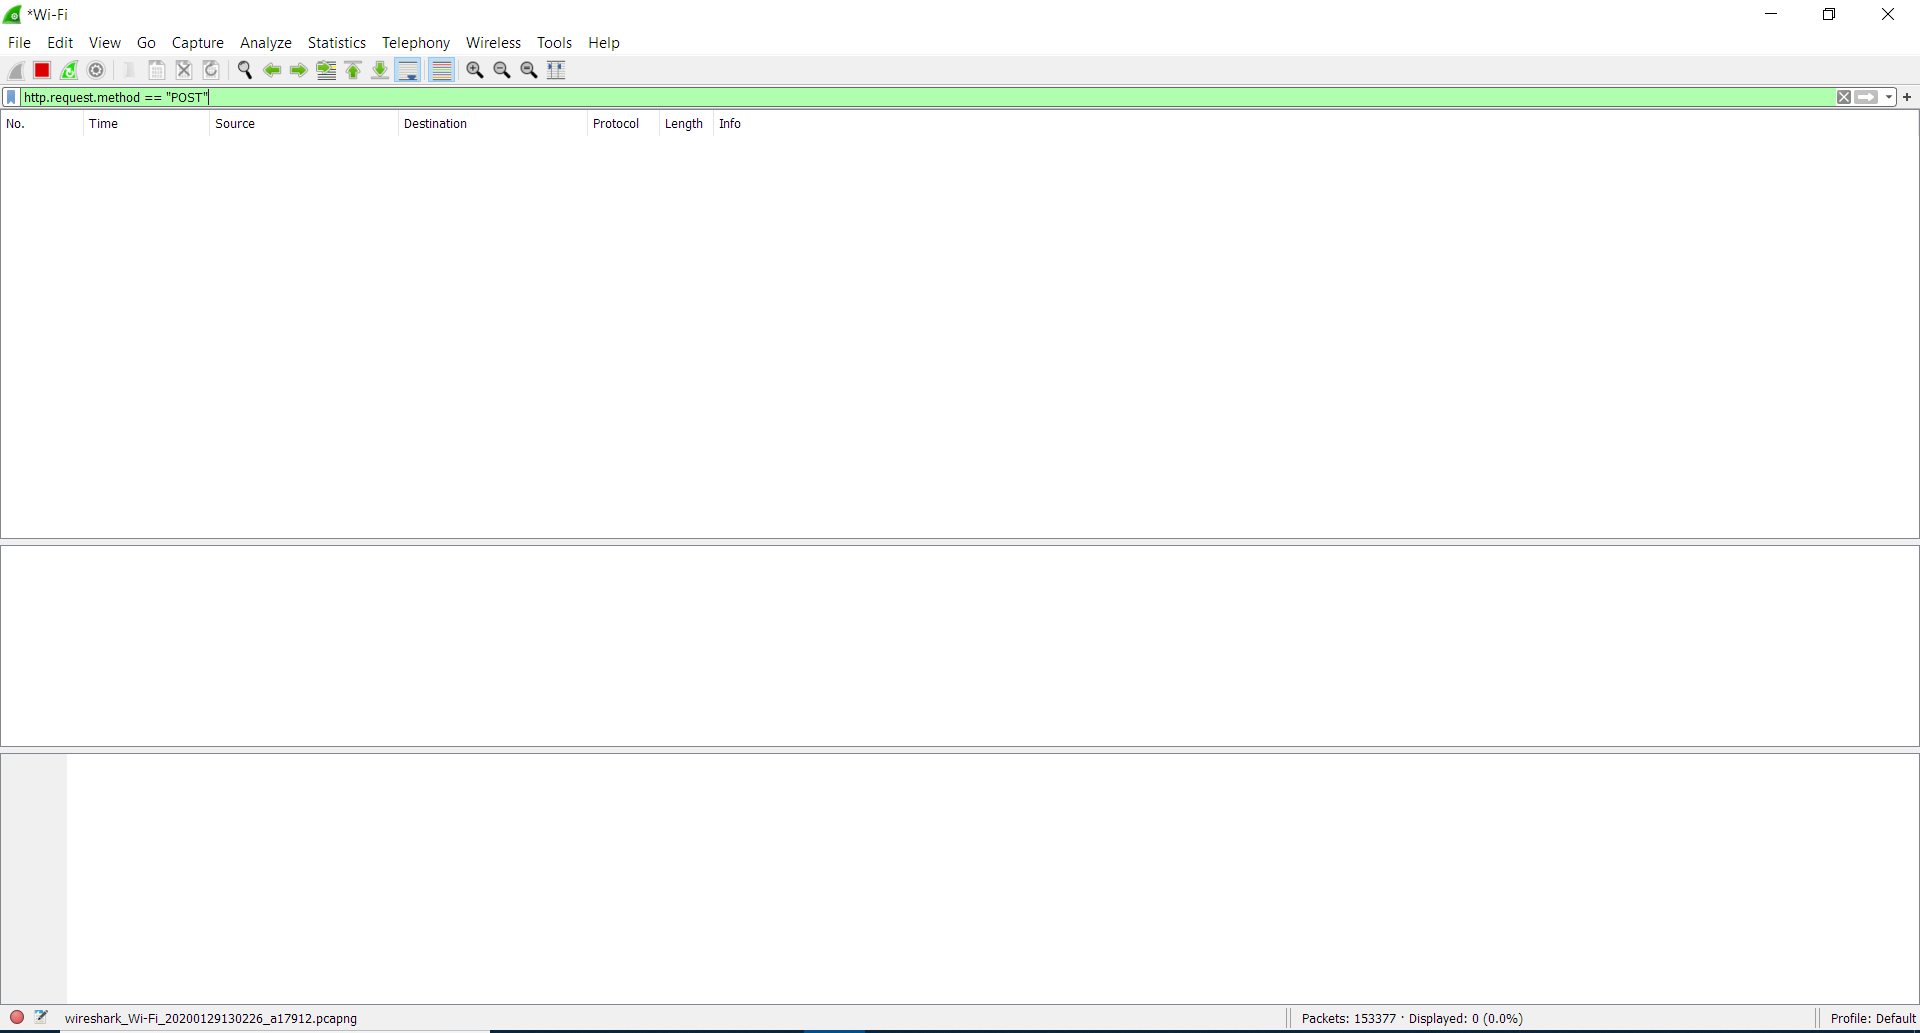 *Wi-Fi
File Edit View Go Capture Analyze Statistics Telephony Wireless Tools Help
http.request.method == "POST"
+
No. Time Source Destination Protocol Length Info
wireshark_Wi-Fi_20200129130226_a17912.pcapng Packets: 153377 · Displayed: 0 (0.0%) Profile: Default